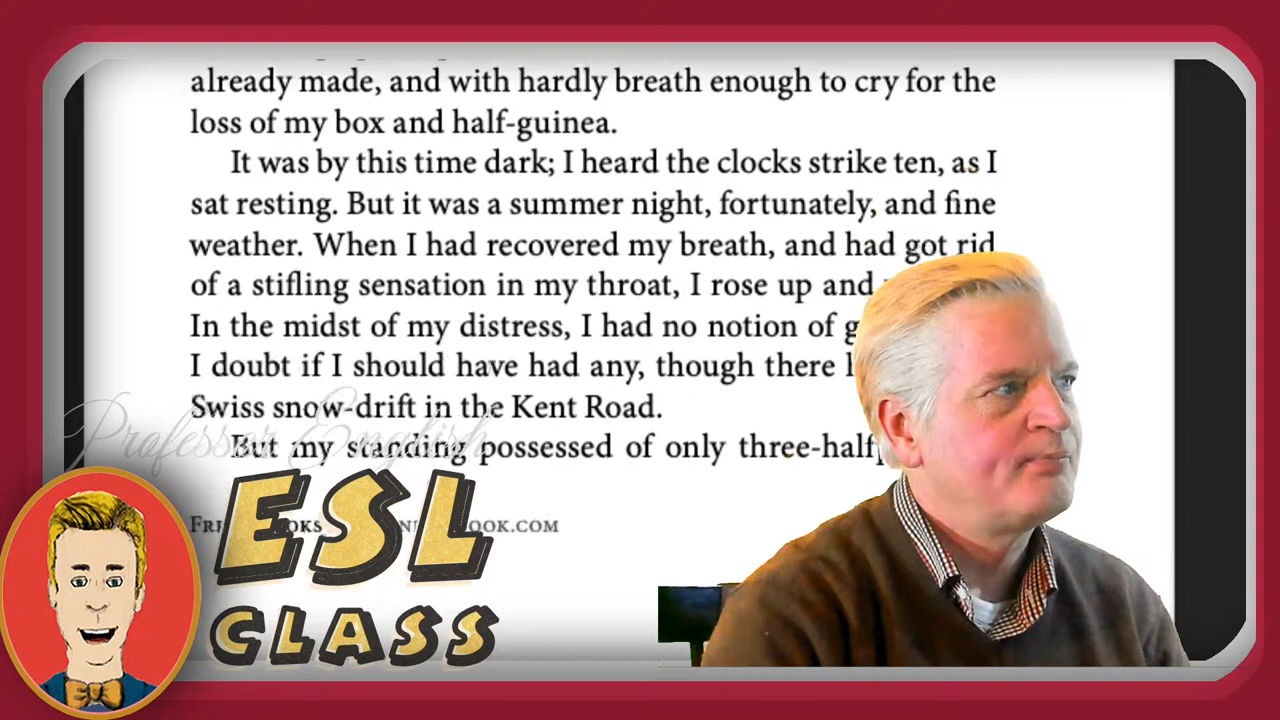 already made, and with hardly breath enough to cry for the
loss of my box and half-guinea.
It was by this time dark; I heard the clocks strike ten, as I
sat resting. But it was a summer night, fortunately, and fine
weather. When I had recovered my breath, and had got rid
of a stifling sensation in my throat, I rose up and
In the midst of my distress, I had no notion of
I doubt if I should have had any, though there
Swiss snow-drift in the Kent Road.
But my standing possessed of only three-half
Professor English
ESL
CLASS